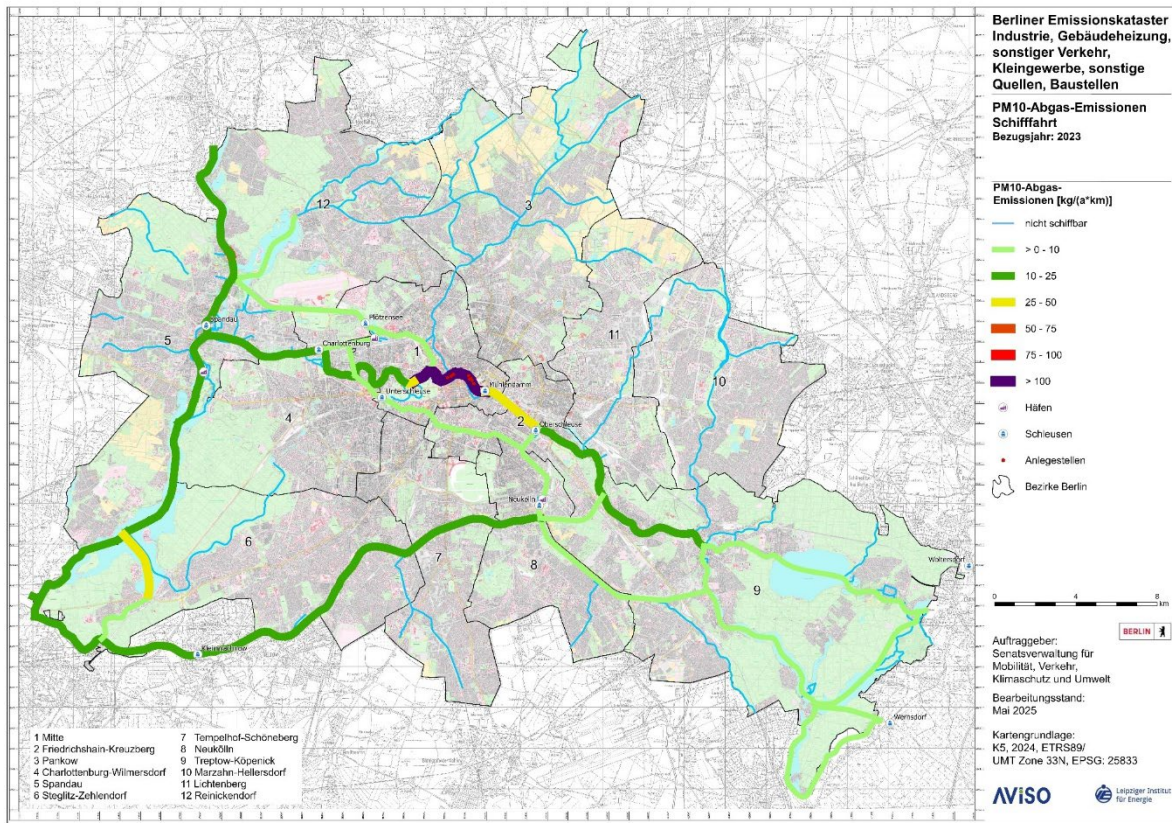 Berliner Emissionskataster
Industrie, Gebäudeheizung,
sonstiger Verkehr,
Kleingewerbe, sonstige
Quellen, Baustellen
PM10-Abgas-Emissionen
Schifffahrt
Bezugsjahr: 2023
PM10-Abgas-
Emissionen [kg/(a*km)]
nicht schiffbar
> 0 - 10
10 - 25
25 - 50
50 - 75
75 - 100
> 100
Häfen
Schleusen
Anlegestellen
Bezirke Berlin
12
3
Spandau
5
Plötzensee
Charlottenburg
1
11
10
Unterschleuse
Mühlendamm
4
2
Oberschleuse
Neukölln
6
7
8
9
Woltersdorf
Kleinmachnow
Wernsdorf
0 4 8
km
BERLIN
Auftraggeber:
Senatsverwaltung für
Mobilität, Verkehr,
Klimaschutz und Umwelt
Bearbeitungsstand:
Mai 2025
Kartengrundlage:
K5, 2024, ETRS89/
UMT Zone 33N, EPSG: 25833
AVISO
Leipziger Institut
für Energie
1 Mitte
2 Friedrichshain-Kreuzberg
3 Pankow
4 Charlottenburg-Wilmersdorf
5 Spandau
6 Steglitz-Zehlendorf
7 Tempelhof-Schöneberg
8 Neukölln
9 Treptow-Köpenick
10 Marzahn-Hellersdorf
11 Lichtenberg
12 Reinickendorf